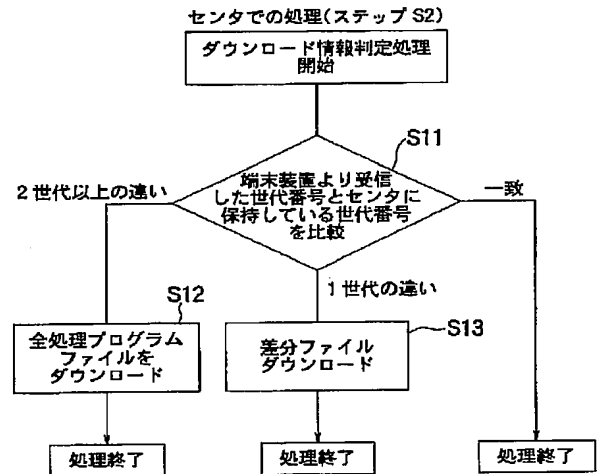 センタでの処理(ステップS2)
ダウンロード情報判定処理
開始
S11
端末装置より受信
した世代番号とセンタに
保持している世代番号
を比較
2世代以上の違い
一致
1世代の違い
S12
全処理プログラム
ファイルを
ダウンロード
S13
差分ファイル
ダウンロード
処理終了
処理終了
処理終了